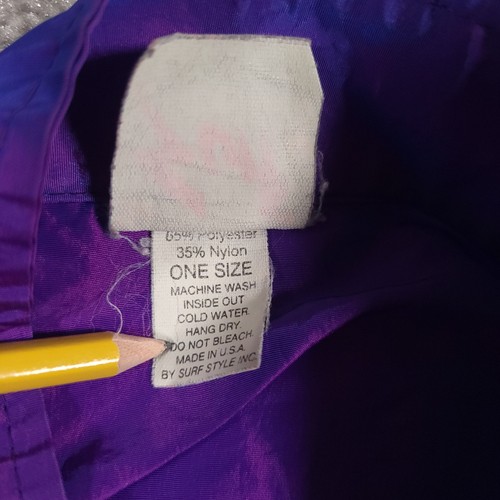 65% Polyester
35% Nylon
ONE SIZE
MACHINE WASH
INSIDE OUT
COLD WATER.
HANG DRY.
DO NOT BLEACH.
MADE IN U.S.A.
BY SURF STYLE INC.